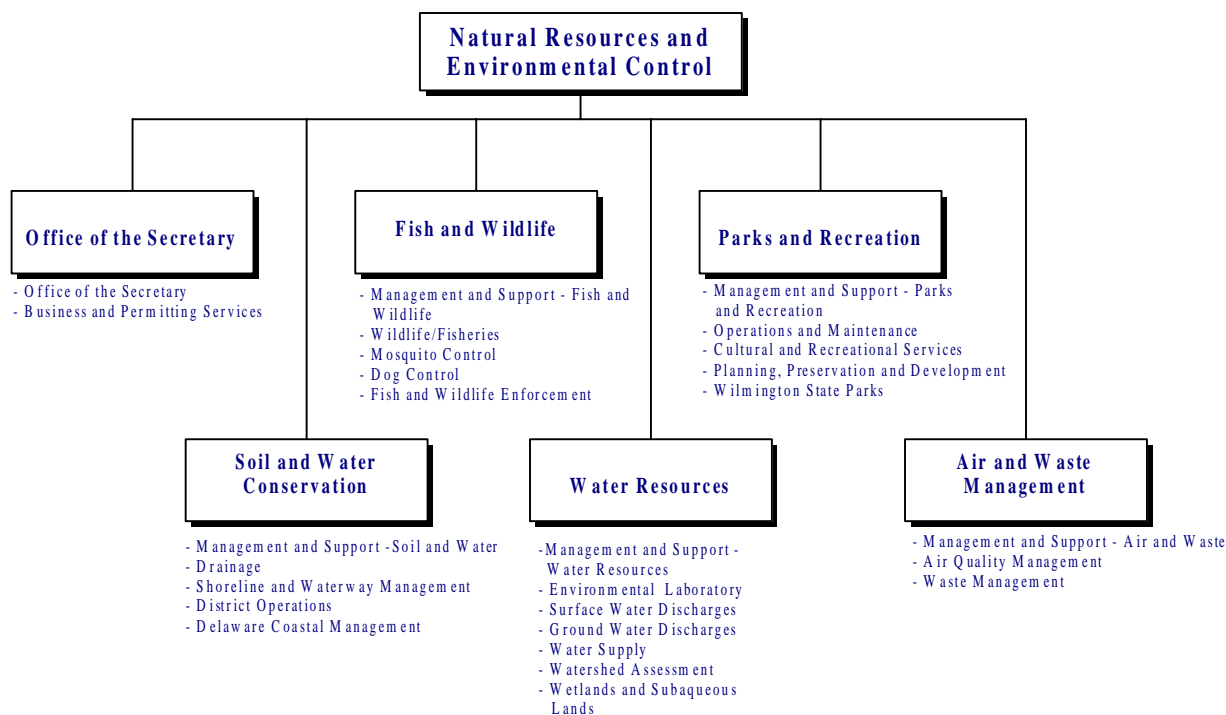 Natural Resources and
Environmental Control
Office of the Secretary
- Office of the Secretary
- Business and Permitting Services
Fish and Wildlife
- Management and Support - Fish and
Wildlife
- Wildlife/Fisheries
- Mosquito Control
- Dog Control
- Fish and Wildlife Enforcement
Parks and Recreation
- Management and Support - Parks
and Recreation
- Operations and Maintenance
- Cultural and Recreational Services
- Planning, Preservation and Development
- Wilmington State Parks
Soil and Water
Conservation
- Management and Support -Soil and Water
- Drainage
- Shoreline and Waterway Management
- District Operations
- Delaware Coastal Management
Water Resources
-Management and Support -
Water Resources
- Environmental Laboratory
- Surface Water Discharges
- Ground Water Discharges
- Water Supply
- Watershed Assessment
- Wetlands and Subaqueous
Lands
Air and Waste
Management
- Management and Support - Air and Waste
- Air Quality Management
- Waste Management